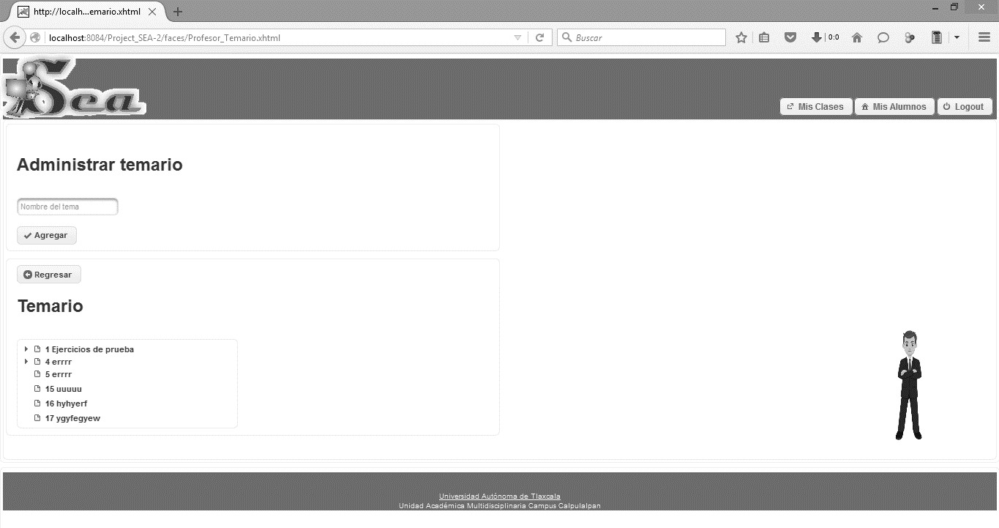 http://localh...emario.xhtml
localhost:8084/Project_SEA-2/faces/Profesor_Temario.xhtml
Buscar
0:0
Sea
Mis Clases
Mis Alumnos
Logout
Administrar temario
Nombre del tema
Agregar
Regresar
Temario
1 Ejercicios de prueba
4 errrr
5 errrr
15 uuuuu
16 hyhyerf
17 ygyfegyew
Universidad Autónoma de Tlaxcala
Unidad Académica Multidisciplinaria Campus Calpulalpan